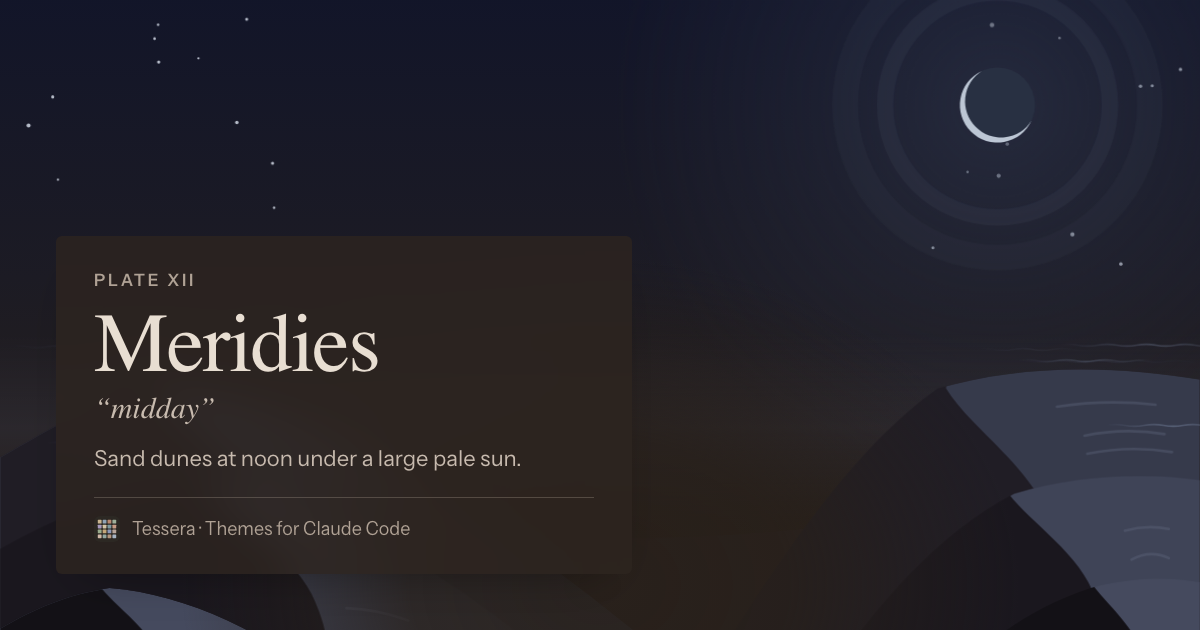 PLATE XII
Meridies
“midday”
Sand dunes at noon under a large pale sun.
Tessera · Themes for Claude Code